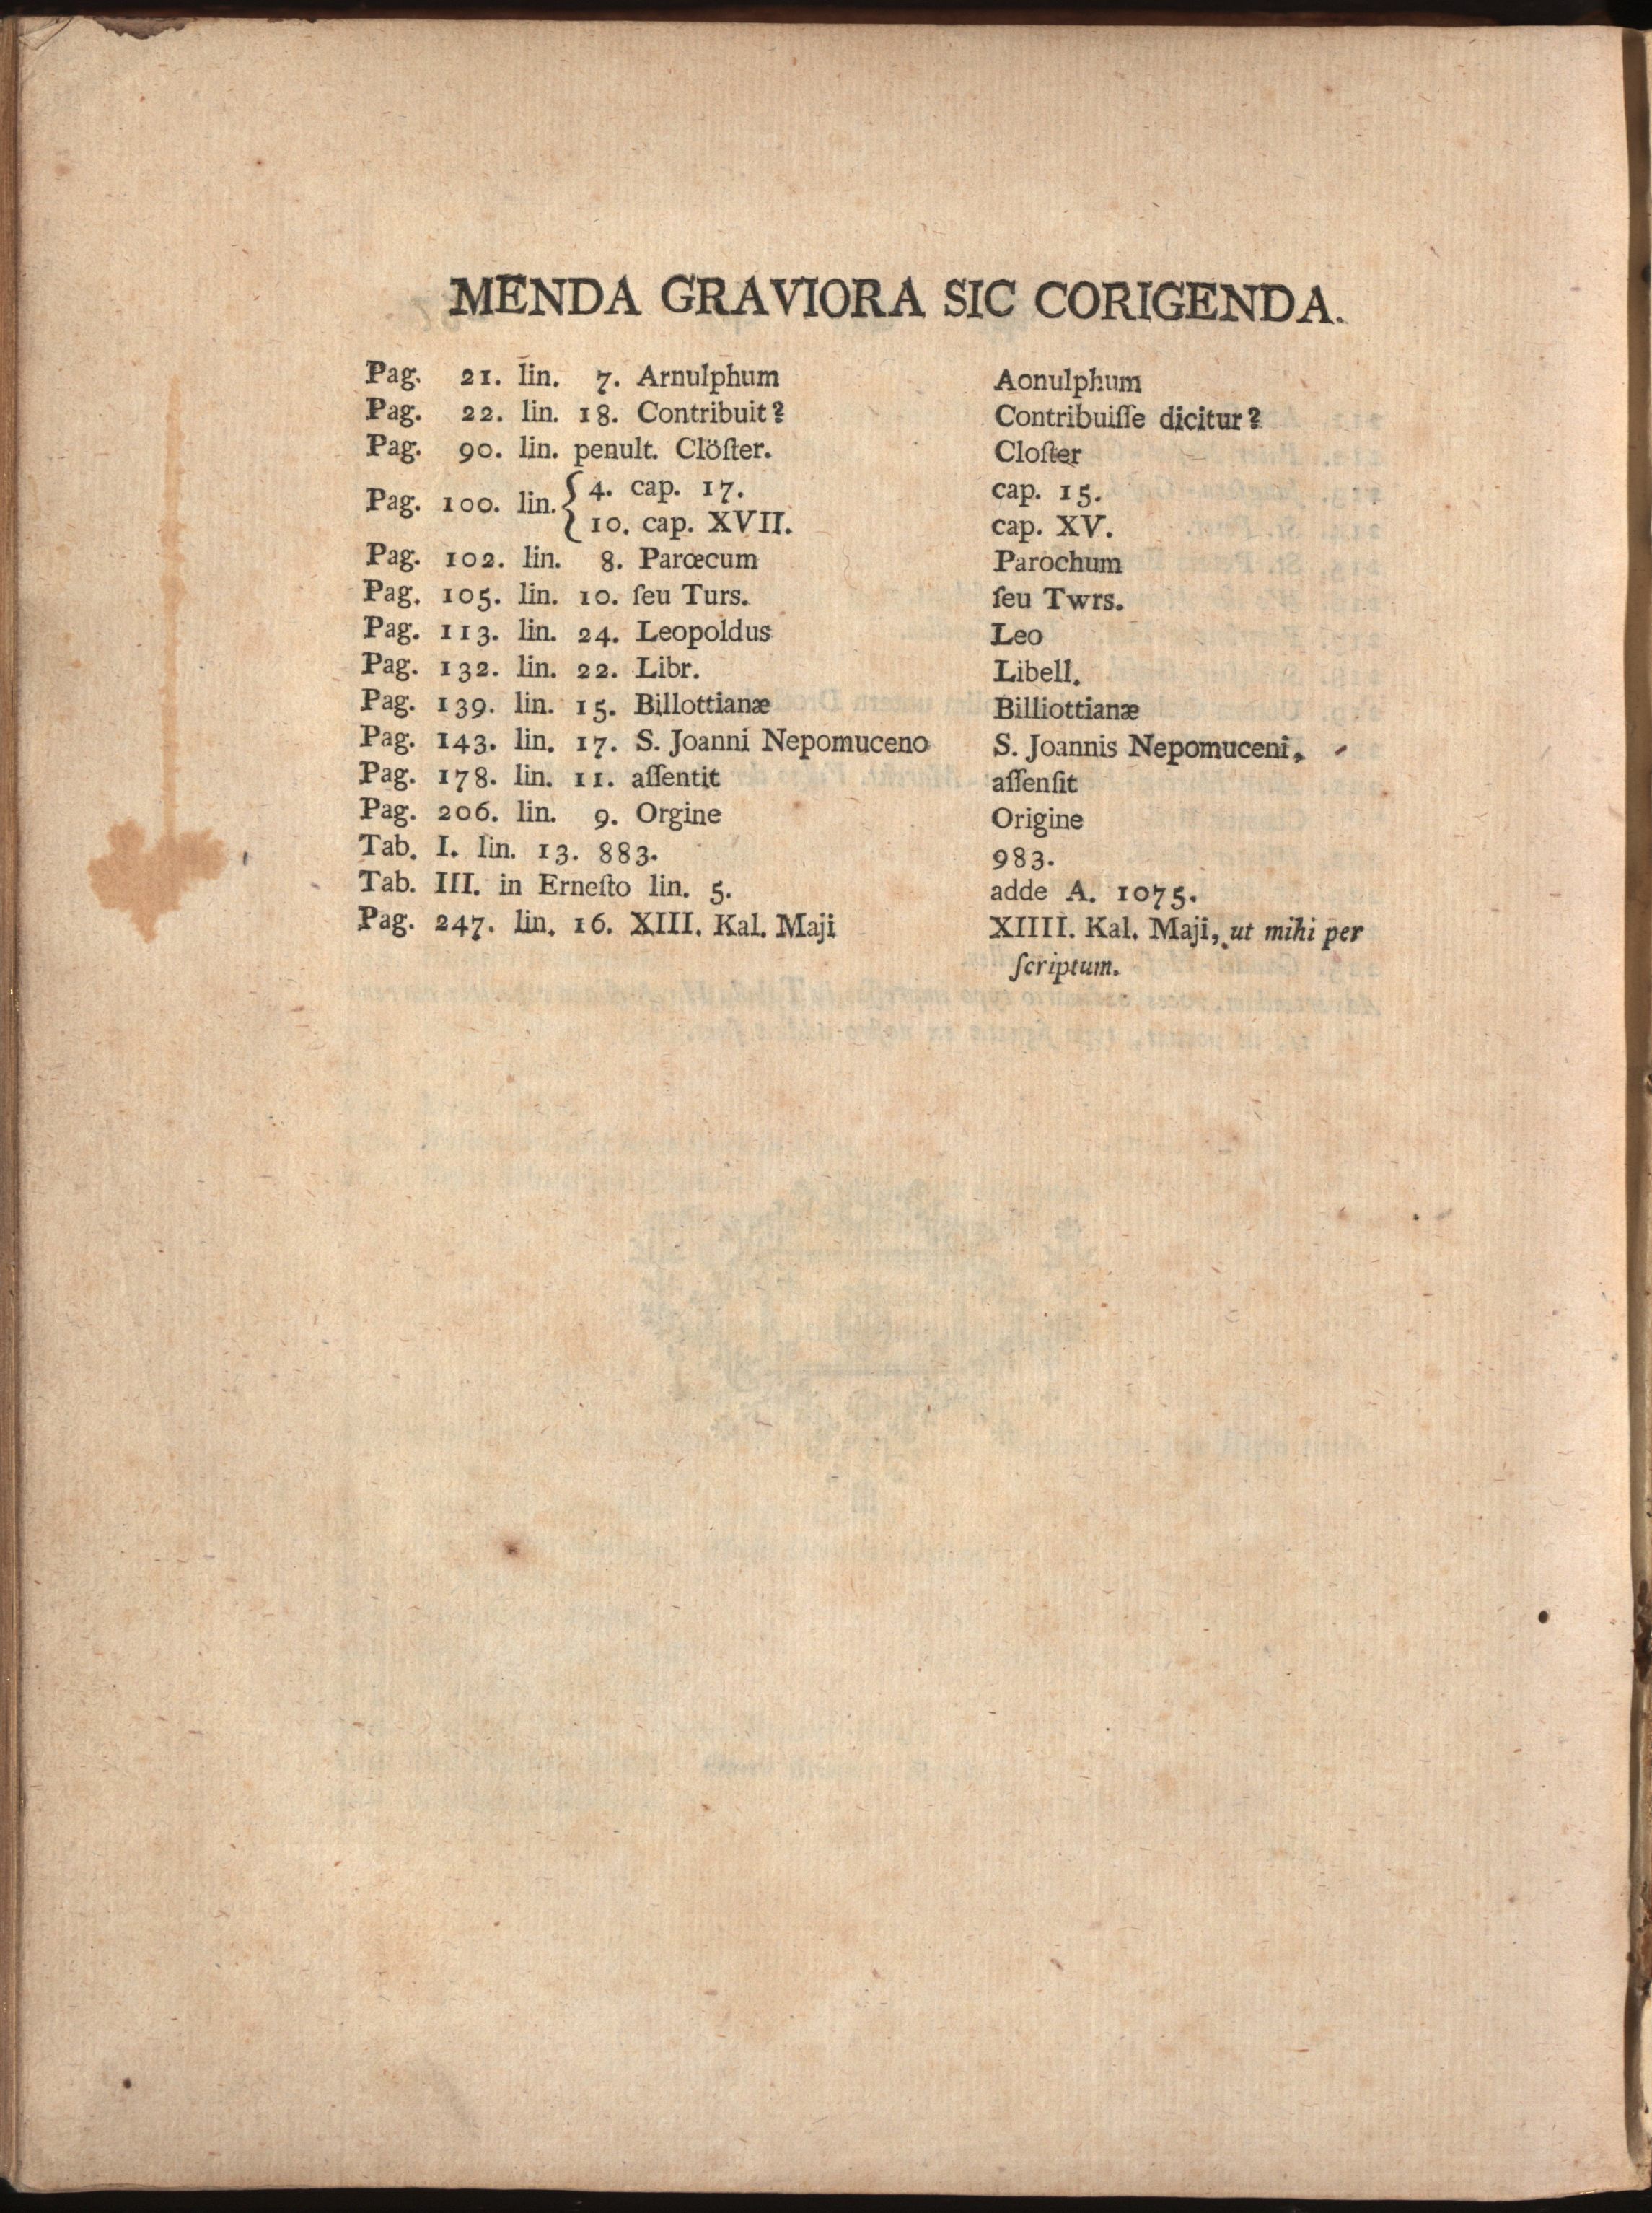 MENDA GRAVIORA SIC CORIGENDA.
Pag. 21. lin. 7. Arnulphum Aonulphum
Pag. 22. lin. 18. Contribuit? Contribuiſſe dicitur?
Pag. 90. lin. penult. Clöſter. Cloſter
Pag. 100. lin. { 4. cap. 17. cap. 15.
10. cap. XVII. cap. XV.
Pag. 102. lin. 8. Parœcum Parochum
Pag. 105. lin. 10. ſeu Turs. ſeu Twrs.
Pag. 113. lin. 24. Leopoldus Leo
Pag. 132. lin. 22. Libr. Libell.
Pag. 139. lin. 15. Billottianæ Billiottianæ
Pag. 143. lin. 17. S. Joanni Nepomuceno S. Joannis Nepomuceni,
Pag. 178. lin. 11. aſſentit aſſenſit
Pag. 206. lin. 9. Orgine Origine
Tab. I. lin. 13. 883. 983.
Tab. III. in Erneſto lin. 5. adde A. 1075.
Pag. 247. lin. 16. XIII. Kal. Maji XIIII. Kal. Maji, ut mihi per
ſcriptum.